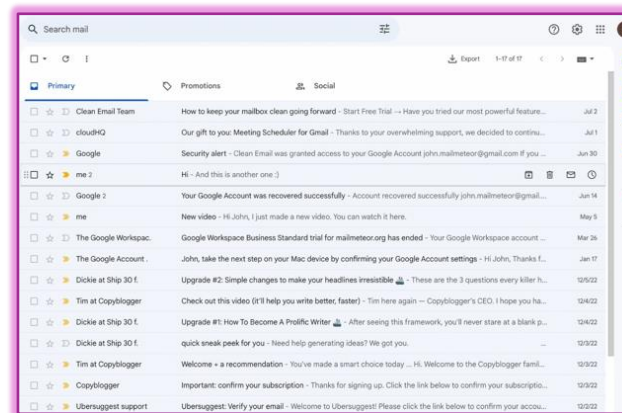 Search mail
Export 1–17 of 17
Primary Promotions Social
Clean Email Team How to keep your mailbox clean going forward - Start Free Trial → Have you tried our most powerful feature... Jul 2
cloudHQ Our gift to you: Meeting Scheduler for Gmail - Thanks to your overwhelming support, we decided to continu... Jul 1
Google Security alert - Clean Email was granted access to your Google Account john.mailmeteor@gmail.com If you ... Jun 30
me 2 Hi - And this is another one :)
Google 2 Your Google Account was recovered successfully - Account recovered successfully john.mailmeteor@gmail.... Jun 14
me New video - Hi John, I just made a new video. You can watch it here. May 5
The Google Workspac. Google Workspace Business Standard trial for mailmeteor.org has ended - Your Google Workspace account ... Mar 26
The Google Account . John, take the next step on your Mac device by confirming your Google Account settings - Hi John, Thanks f... Jan 17
Dickie at Ship 30 f. Upgrade #2: Simple changes to make your headlines irresistible 🚢 - These are the 3 questions every killer h... 12/5/22
Tim at Copyblogger Check out this video (it'll help you write better, faster) - Tim here again — Copyblogger's CEO. I hope you ha... 12/4/22
Dickie at Ship 30 f. Upgrade #1: How To Become A Prolific Writer 🚢 - After seeing this framework, you'll never stare at a blank p... 12/4/22
Dickie at Ship 30 f. quick sneak peek for you - Need help generating ideas? We got you. ... 12/3/22
Tim at Copyblogger Welcome + a recommendation - You've made a smart choice today ... Hi. Welcome to the Copyblogger famil... 12/3/22
Copyblogger Important: confirm your subscription - Thanks for signing up. Click the link below to confirm your subscriptio... 12/3/22
Ubersuggest support Ubersuggest: Verify your email - Welcome to Ubersuggest! Please click the link below to confirm your accou... 12/2/22